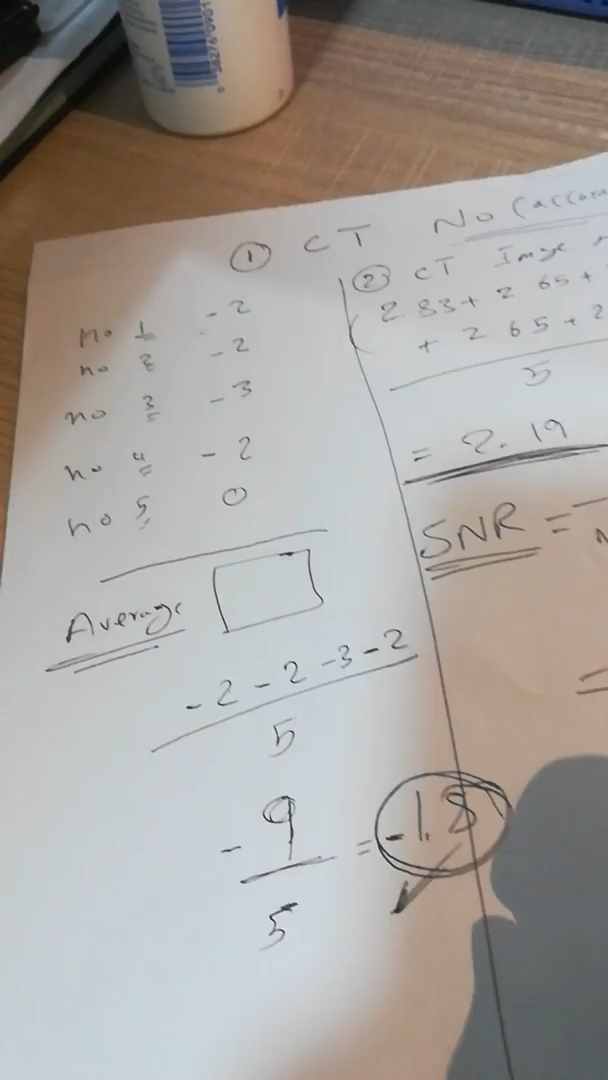 ① CT No (accura
no 1 - 2
no 2 - 2
no 3 - 3
no 4 - 2
no 5 0
Average
- 2 - 2 - 3 - 2
5
- 9
5
= -1.8
② CT Image
(2.83 + 2 65 +
+ 2 65 + 2
5
= 2.19
SNR =